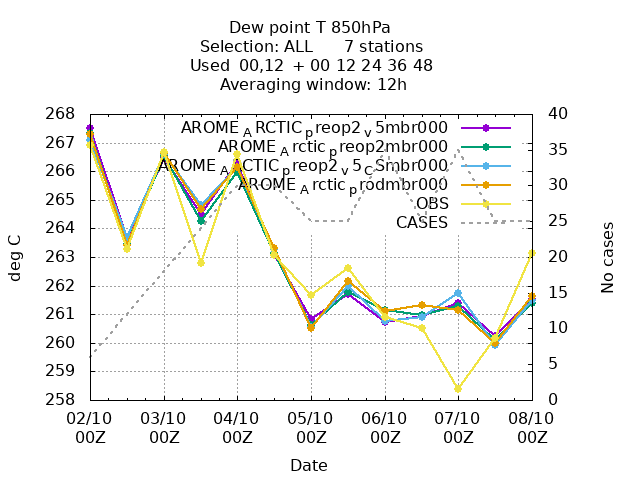 Dew point T 850hPa
Selection: ALL 7 stations
Used 00,12 + 00 12 24 36 48
Averaging window: 12h
268
267
266
265
264
263
262
261
260
259
258
deg C
40
35
30
25
20
15
10
5
0
No cases
AROME_ARCTIC_preop2_v5mbr000
AROME_Arctic_preop2mbr000
AROME_ARCTIC_preop2_v5_cSmbr000
AROME_Arctic_prodmbr000
OBS
CASES
02/10 03/10 04/10 05/10 06/10 07/10 08/10
00Z 00Z 00Z 00Z 00Z 00Z 00Z
Date